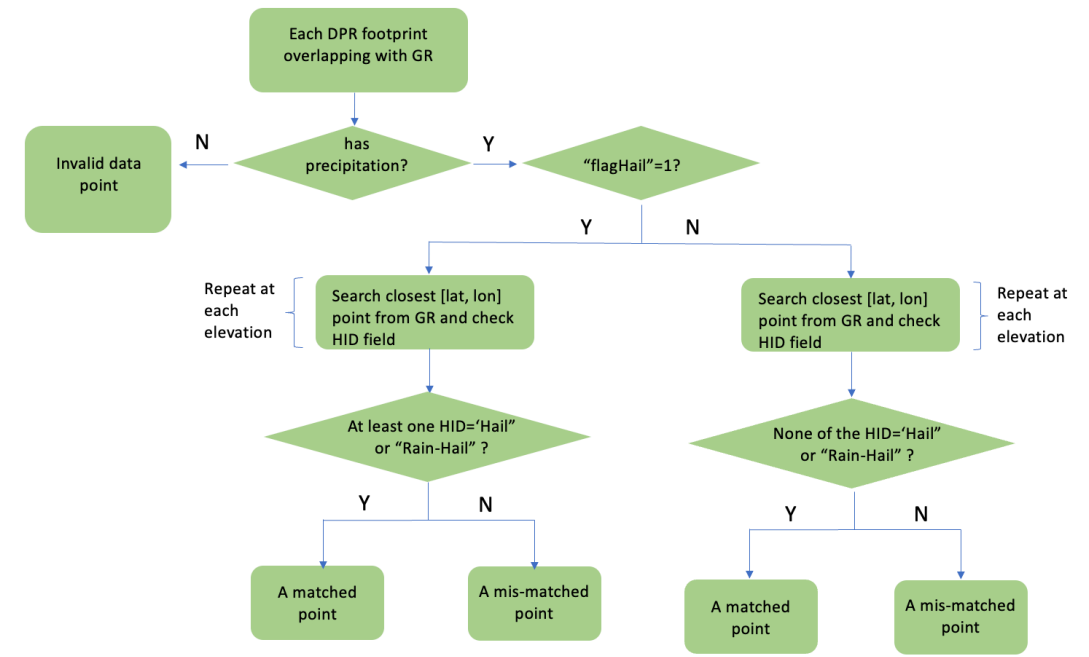 Each DPR footprint
overlapping with GR
N
Y
has
precipitation?
Invalid data
point
“flagHail”=1?
Y
N
Repeat at
each
elevation
Search closest [lat, lon]
point from GR and check
HID field
Search closest [lat, lon]
point from GR and check
HID field
Repeat at
each
elevation
At least one HID=‘Hail”
or “Rain-Hail” ?
None of the HID=‘Hail”
or “Rain-Hail” ?
Y
N
Y
N
A matched
point
A mis-matched
point
A matched
point
A mis-matched
point